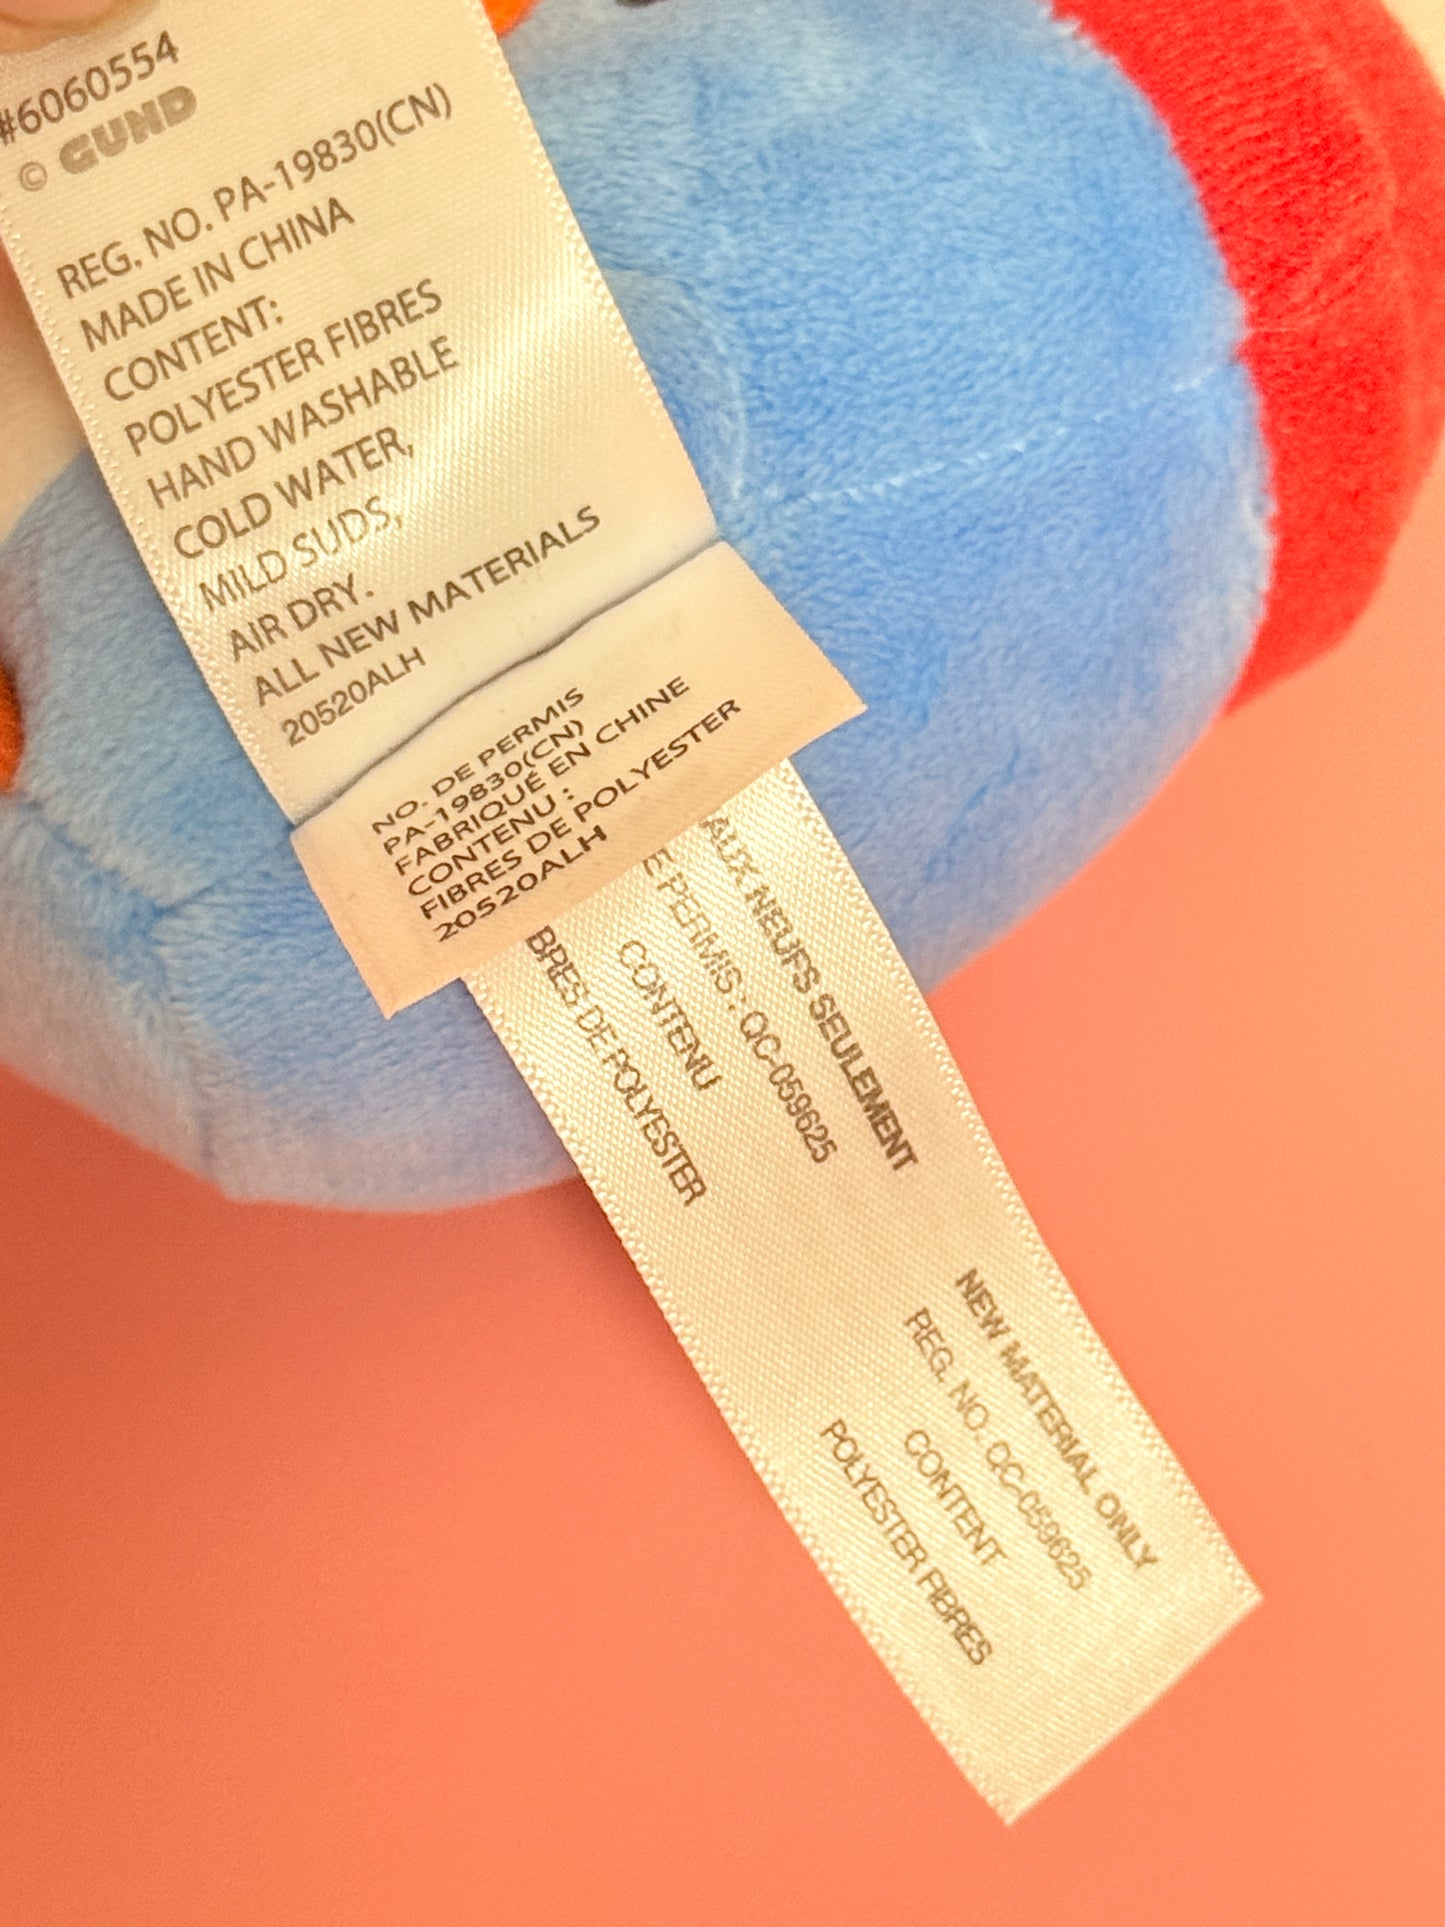 #6060554
© GUND
REG. NO. PA-19830(CN)
MADE IN CHINA
CONTENT:
POLYESTER FIBRES
HAND WASHABLE
COLD WATER,
MILD SUDS,
AIR DRY.
ALL NEW MATERIALS
20520ALH
NO. DE PERMIS
PA-19830(CN)
FABRIQUÉ EN CHINE
CONTENU :
FIBRES DE POLYESTER
20520ALH
AUX NEUFS SEULEMENT
E PERMIS : QC-059625
CONTENU
BRES DE POLYESTER
NEW MATERIAL ONLY
REG. NO. QC-059625
CONTENT
POLYESTER FIBRES